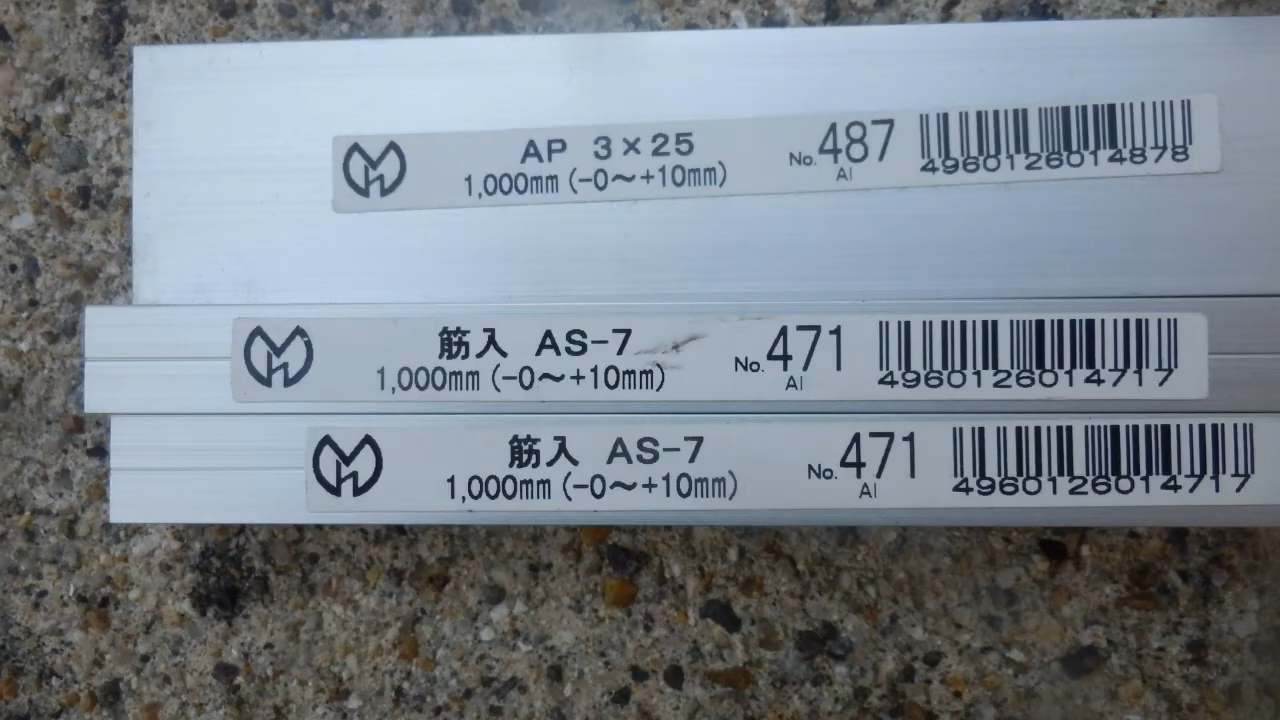 AP 3×25
1,000mm (-0～+10mm)
No.487
Al
4960126014878
筋入 AS-7
1,000mm (-0～+10mm)
No.471
Al
4960126014717
筋入 AS-7
1,000mm (-0～+10mm)
No.471
Al
4960126014717